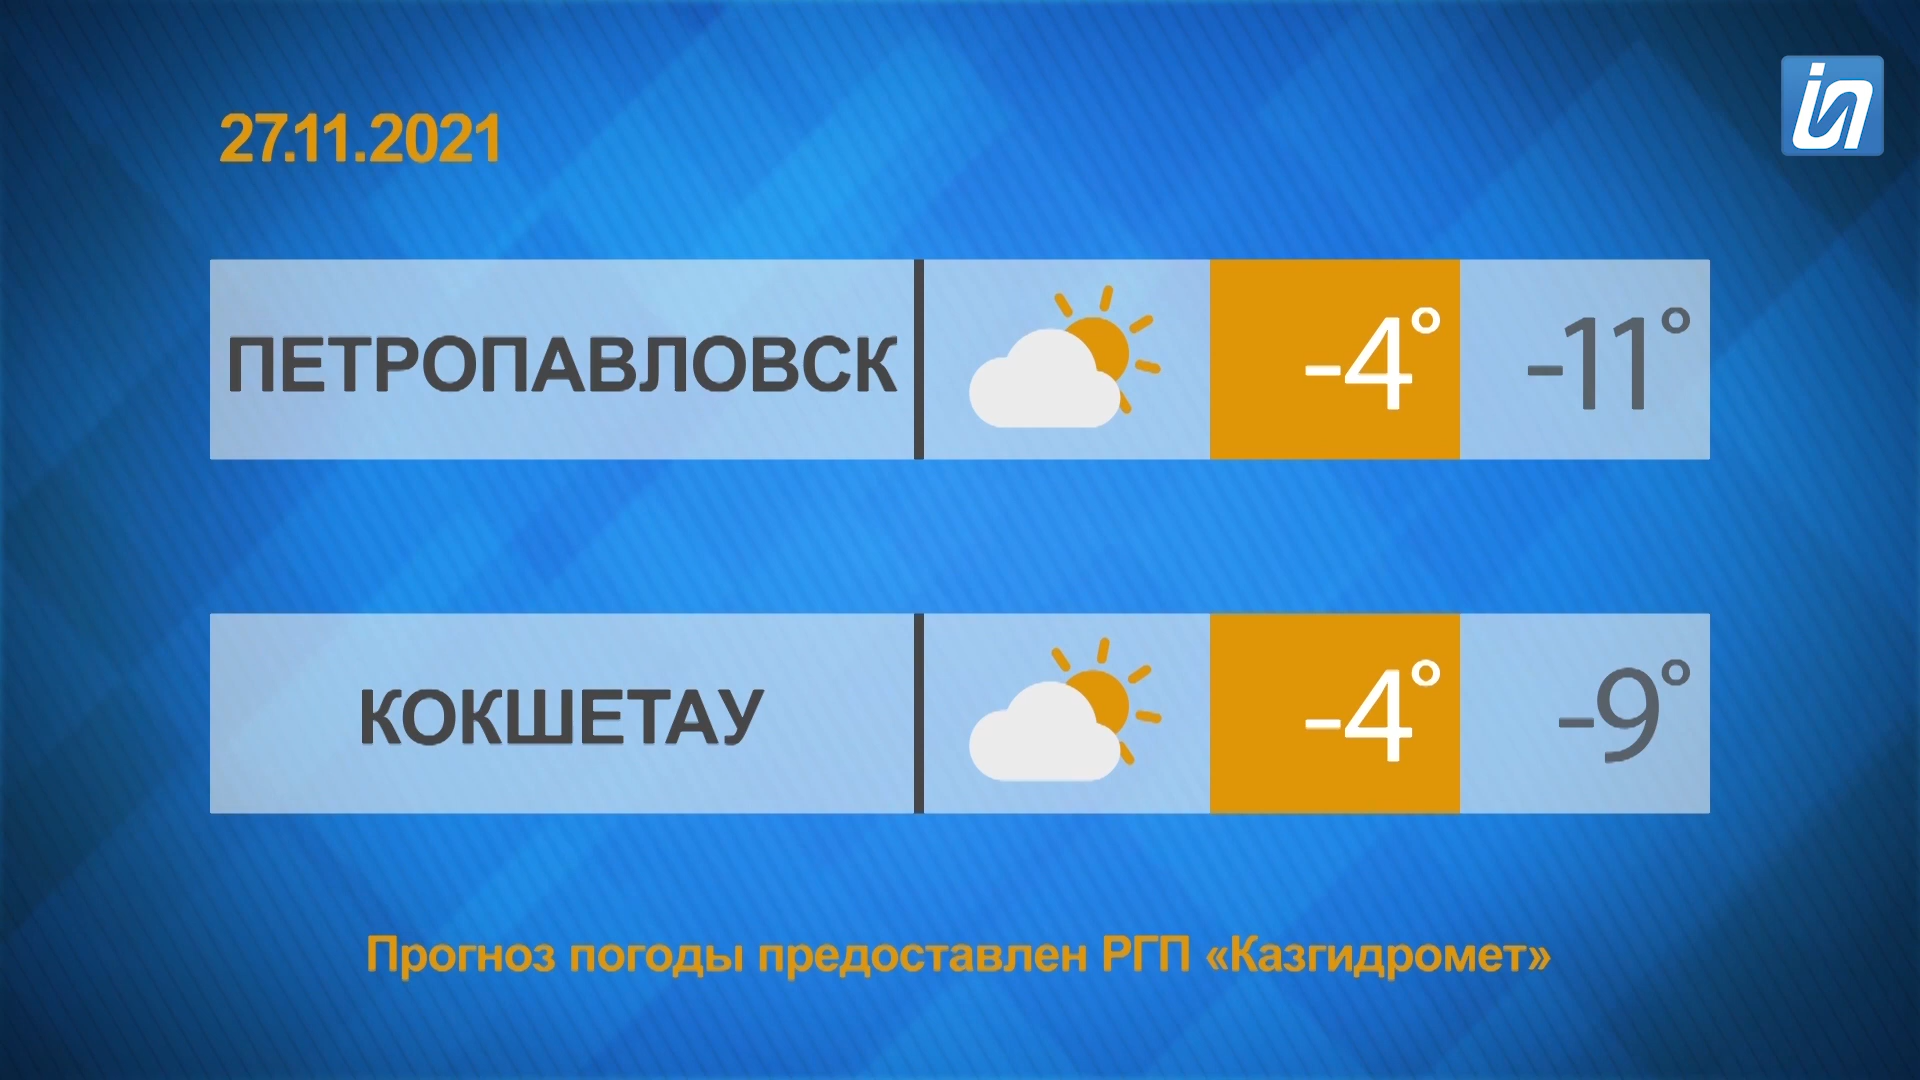 27.11.2021
ПЕТРОПАВЛОВСК -4° -11°
КОКШЕТАУ -4° -9°
Прогноз погоды предоставлен РГП «Казгидромет»